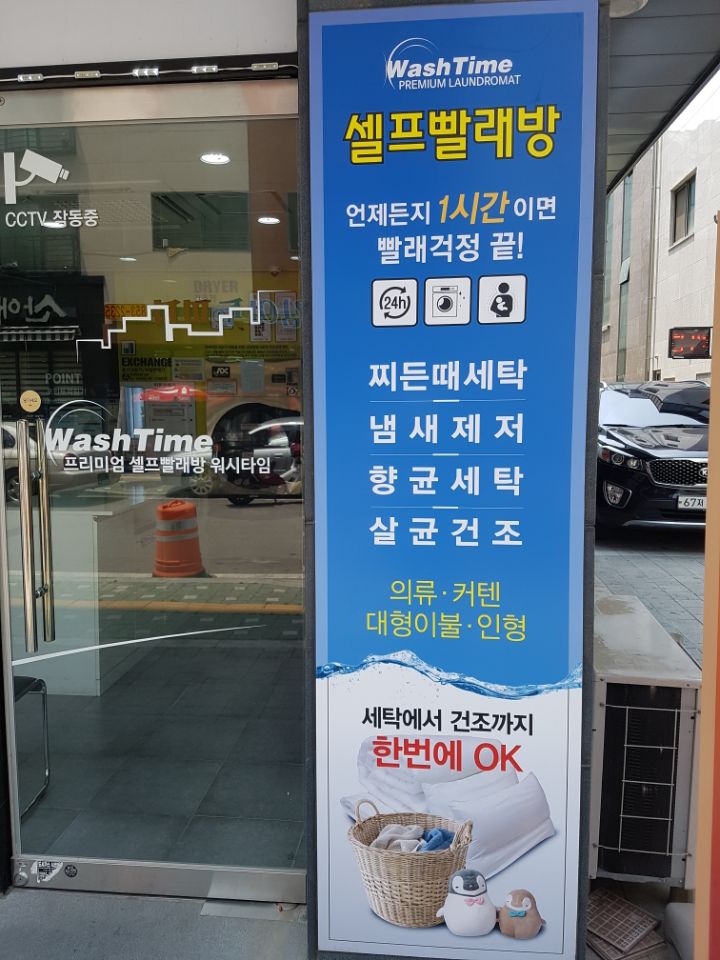 WashTime
PREMIUM LAUNDROMAT
셀프빨래방
언제든지 1시간이면
빨래걱정 끝!
24h
찌든때세탁
냄새제저
향균세탁
살균건조
의류·커텐
대형이불·인형
세탁에서 건조까지
한번에 OK
CCTV 작동중
DRYER
EXCHANGE
POINT
WashTime
프리미엄 셀프빨래방 워시타임
67